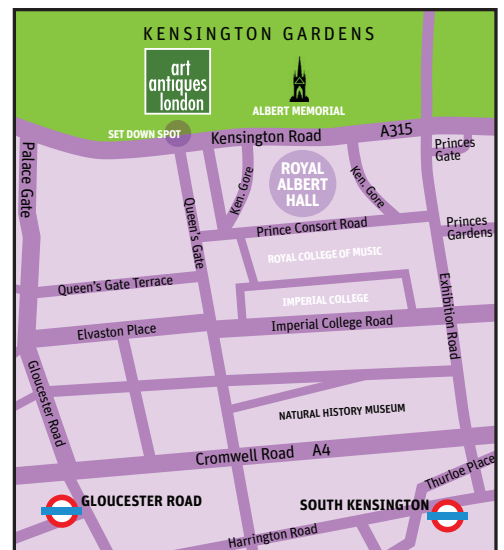 KENSINGTON GARDENS
art
antiques
london
ALBERT MEMORIAL
SET DOWN SPOT
Kensington Road
A315
Palace Gate
Princes
Gate
Ken. Gore
ROYAL
ALBERT
HALL
Ken. Gore
Queen's Gate
Prince Consort Road
Princes
Gardens
ROYAL COLLEGE OF MUSIC
Queen's Gate Terrace
IMPERIAL COLLEGE
Exhibition Road
Elvaston Place
Imperial College Road
Gloucester Road
NATURAL HISTORY MUSEUM
Cromwell Road A4
Thurloe Place
GLOUCESTER ROAD
SOUTH KENSINGTON
Harrington Road